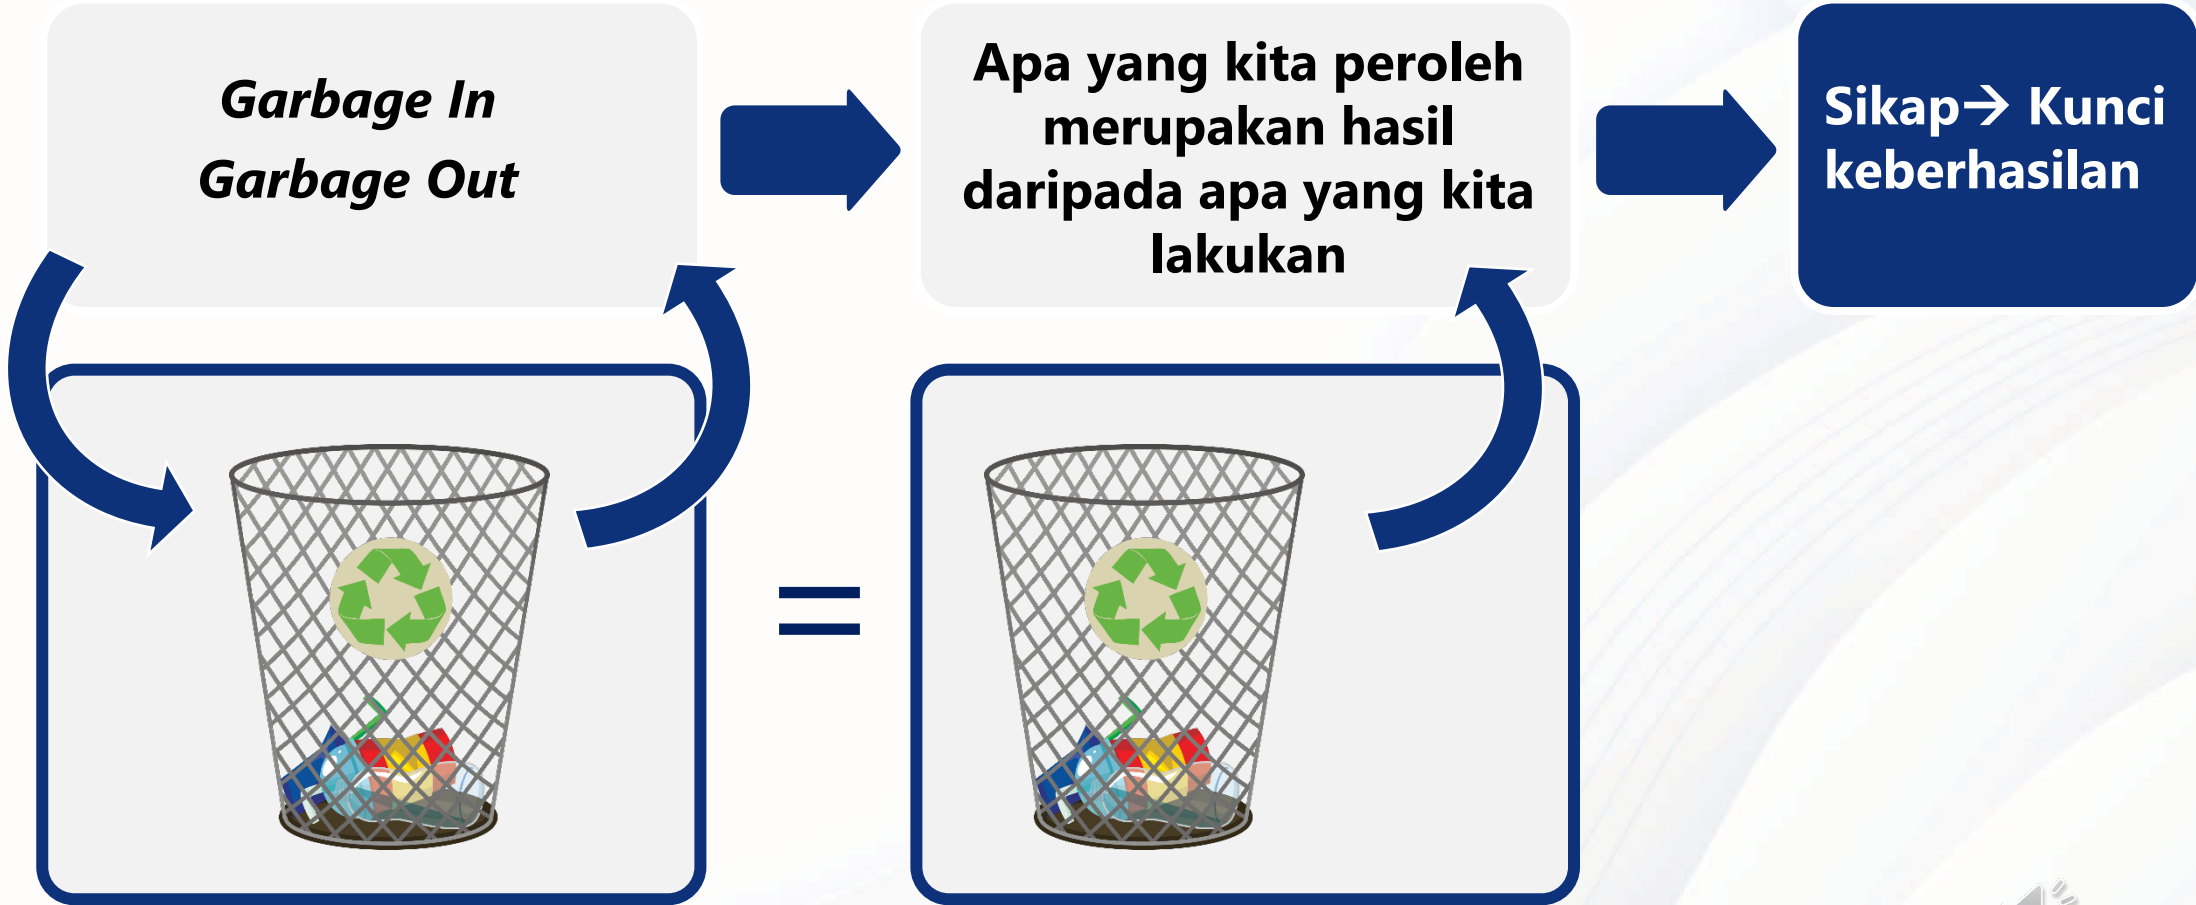 Garbage In
Garbage Out
Apa yang kita peroleh
merupakan hasil
daripada apa yang kita
lakukan
Sikap→ Kunci
keberhasilan
=